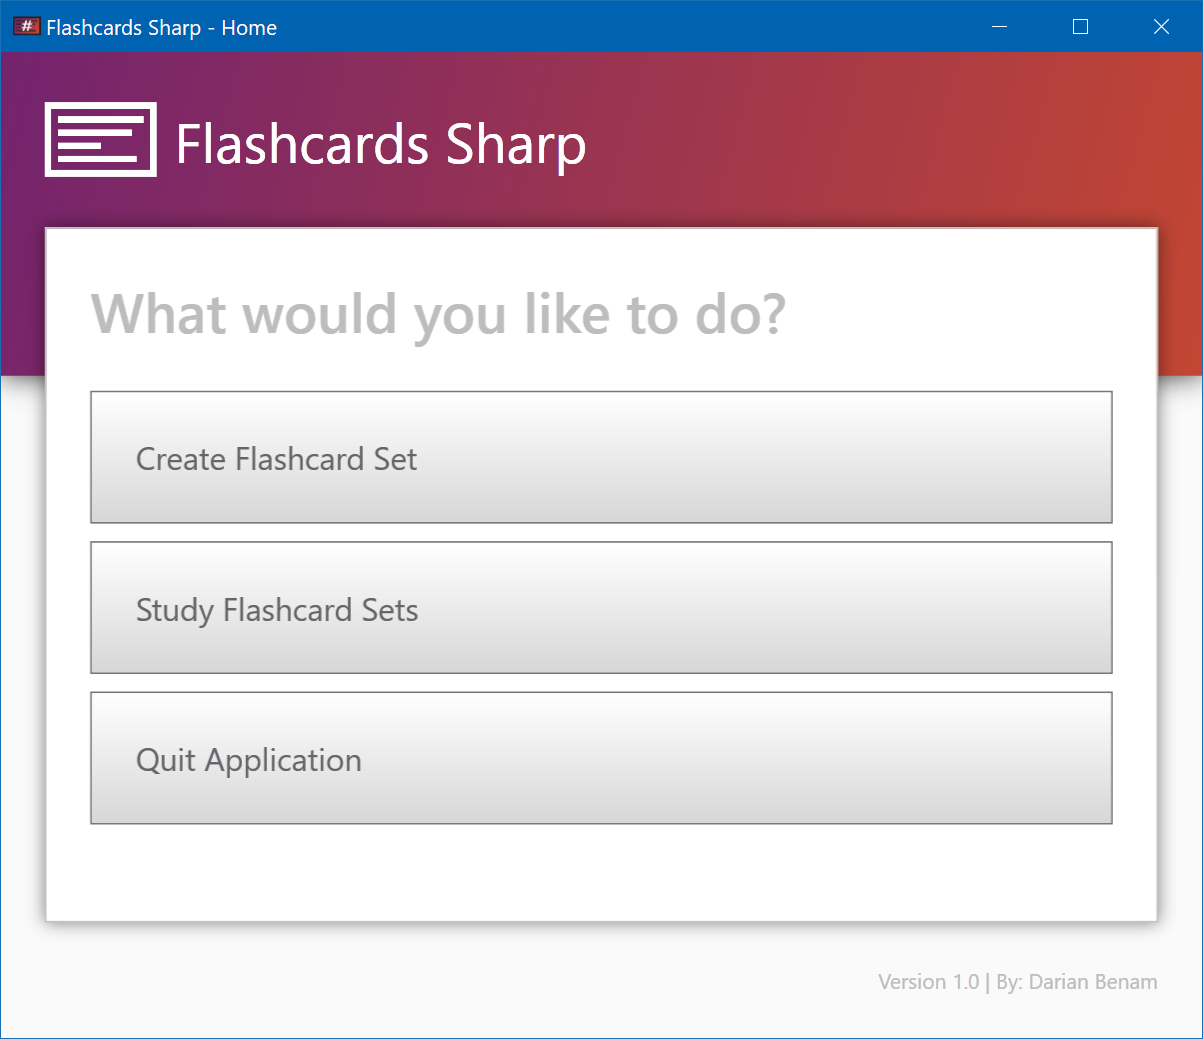 # Flashcards Sharp - Home
Flashcards Sharp
What would you like to do?
Create Flashcard Set
Study Flashcard Sets
Quit Application
Version 1.0 | By: Darian Benam